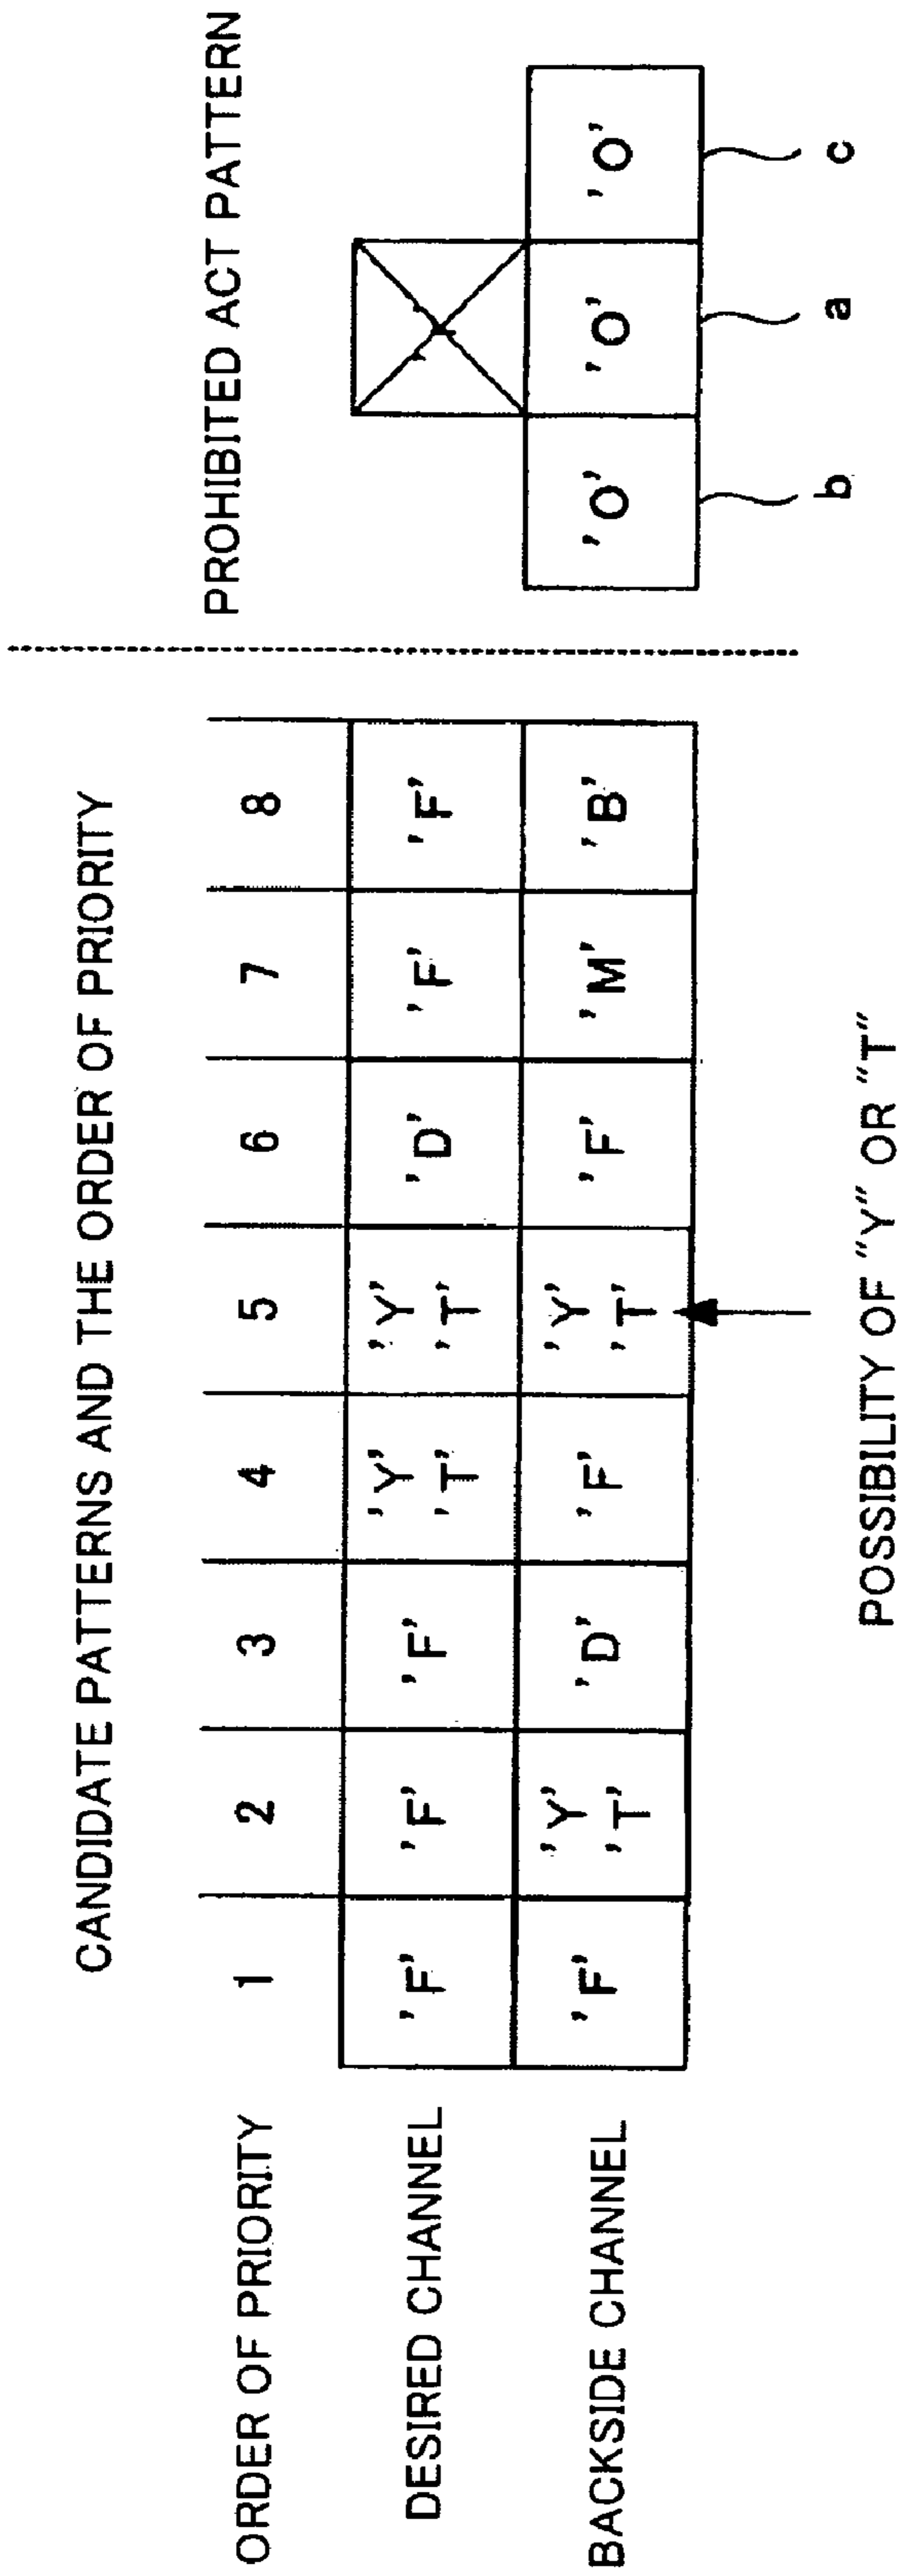 CANDIDATE PATTERNS AND THE ORDER OF PRIORITY
ORDER OF PRIORITY 1 2 3 4 5 6 7 8
DESIRED CHANNEL 'F' 'F' 'F' 'Y' 'T' 'Y' 'T' 'D' 'F' 'F'
BACKSIDE CHANNEL 'F' 'Y' 'T' 'D' 'F' 'Y' 'T' 'F' 'M' 'B'
POSSIBILITY OF "Y" OR "T"
PROHIBITED ACT PATTERN
'O' 'O' 'O'
b a c